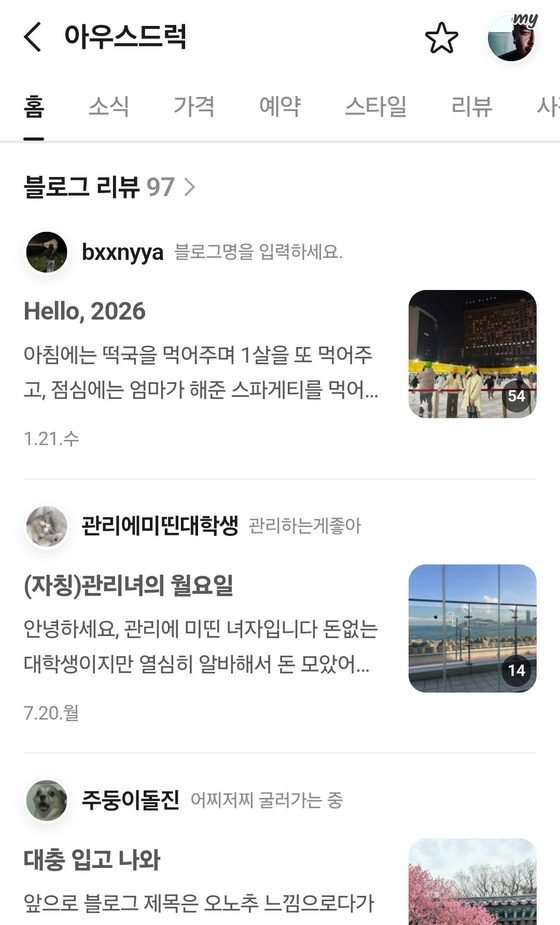 아우스드럭
my
홈 소식 가격 예약 스타일 리뷰
블로그 리뷰 97
bxxnyya 블로그명을 입력하세요.
Hello, 2026
아침에는 떡국을 먹어주며 1살을 또 먹어주
고, 점심에는 엄마가 해준 스파게티를 먹어...
54
1.21.수
관리에미띤대학생 관리하는게좋아
(자칭)관리녀의 월요일
안녕하세요, 관리에 미띤 녀자입니다 돈없는
대학생이지만 열심히 알바해서 돈 모았어...
14
7.20.월
주둥이돌진 어찌저찌 굴러가는 중
대충 입고 나와
앞으로 블로그 제목은 오노추 느낌으로다가